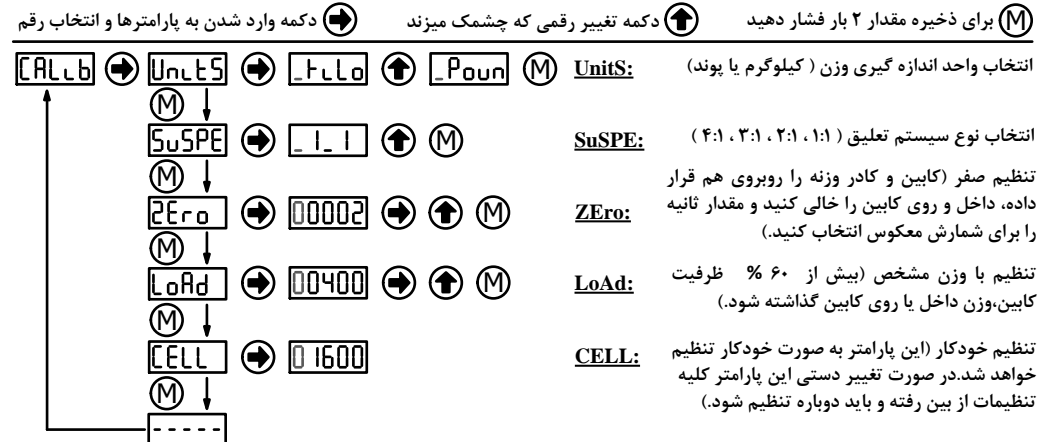 Ⓜ برای ذخیره مقدار ۲ بار فشار دهید
دکمه تغییر رقمی که چشمک میزند
دکمه وارد شدن به پارامترها و انتخاب رقم
CALib UnitS _KiLo _Poun M UnitS: انتخاب واحد اندازه گیری وزن ( کیلوگرم یا پوند)
M
SuSPE _1_1 M SuSPE: انتخاب نوع سیستم تعلیق ( ۱:۱ ، ۲:۱ ، ۳:۱ ، ۴:۱ )
M
ZEro 00002 M ZEro: تنظیم صفر (کابین و کادر وزنه را روبروی هم قرار
داده، داخل و روی کابین را خالی کنید و مقدار ثانیه
را برای شمارش معکوس انتخاب کنید.)
M
LoAd 00400 M LoAd: تنظیم با وزن مشخص (بیش از ۶۰ % ظرفیت
کابین،وزن داخل یا روی کابین گذاشته شود.)
M
CELL 01600 CELL: تنظیم خودکار (این پارامتر به صورت خودکار تنظیم
خواهد شد.در صورت تغییر دستی این پارامتر کلیه
تنظیمات از بین رفته و باید دوباره تنظیم شود.)
M
-----